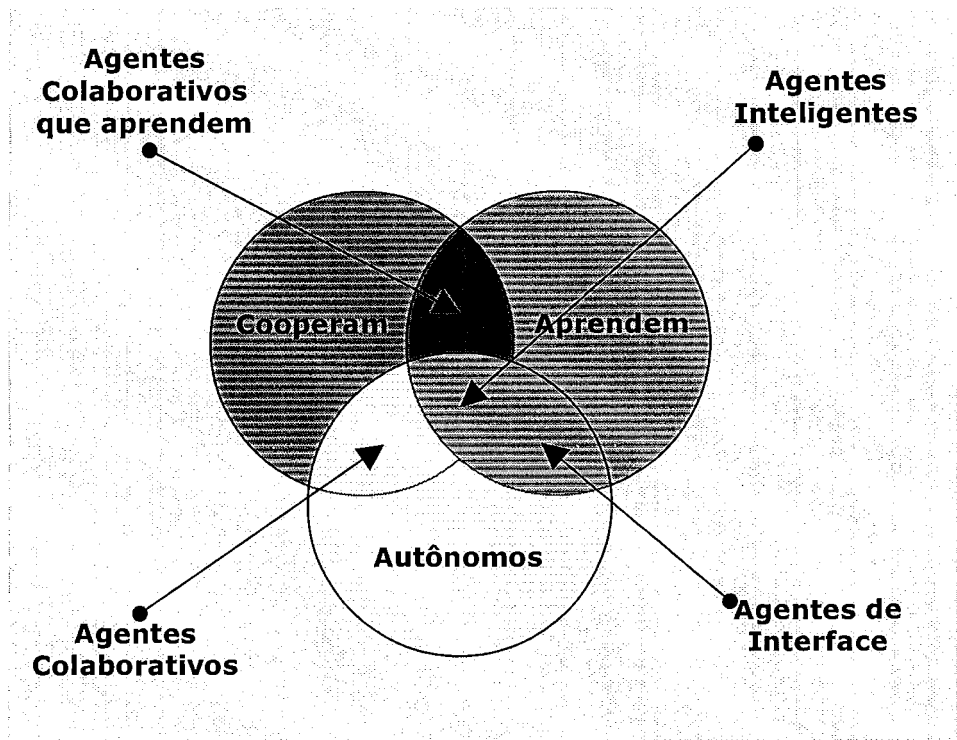 Agentes
Colaborativos
que aprendem
Agentes
Inteligentes
Cooperam
Aprendem
Autônomos
Agentes
Colaborativos
Agentes de
Interface